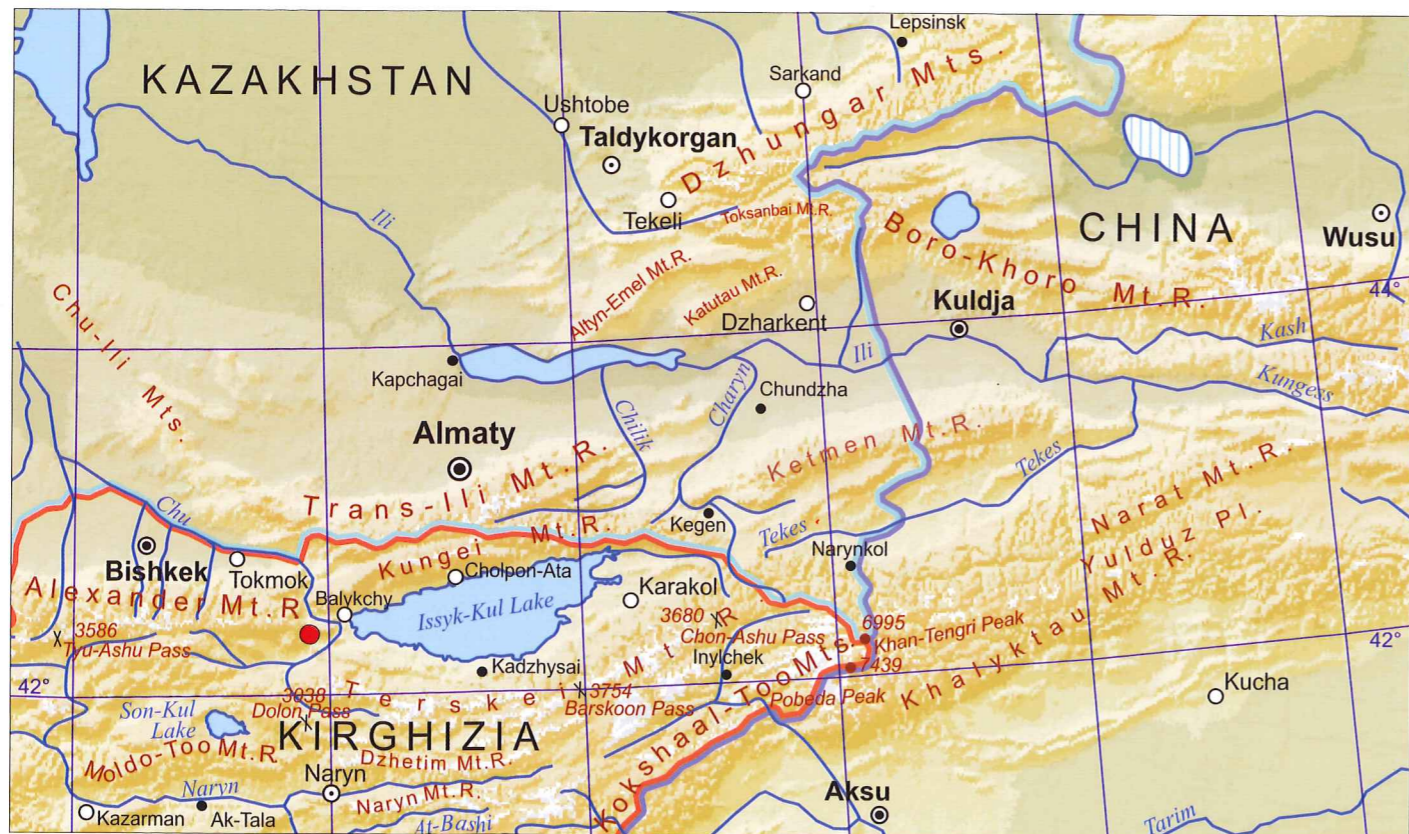 Lepsinsk
KAZAKHSTAN
Sarkand
Dzhungar Mts.
Ushtobe
Taldykorgan
Tekeli
Toksanbai Mt.R.
CHINA
Wusu
Ili
Boro-Khoro Mt.R.
Altyn-Emel Mt.R.
Katutau Mt.R.
Kuldja
44°
Chu-Ili Mts.
Dzharkent
Kash
Kapchagai
Ili
Kungess
Charyn
Chundzha
Chilik
Almaty
Ketmen Mt.R.
Trans-Ili Mt.R.
Tekes
Narat Mt.R.
Chu
Kegen
Tekes
Yulduz Pl.
Kungei Mt.R.
Narynkol
Bishkek
Tokmok
Cholpon-Ata
Alexander Mt.R
Balykchy
Karakol
Issyk-Kul Lake
3680
6995
3586
Tyu-Ashu Pass
Chon-Ashu Pass
Khan-Tengri Peak
42°
Kadzhysai
Inylchek
7439
Khalyktau Mt.R.
42°
Terskei Mt R
3754
Pobeda Peak
Kucha
3038
Son-Kul
Lake
Dolon Pass
Barskoon Pass
KIRGHIZIA
Kokshaal-TooMts.
Moldo-TooMt.R.
Dzhetim Mt.R.
Naryn
Naryn
Naryn Mt.R.
Aksu
Kazarman
Ak-Tala
At-Bashi
Tarim